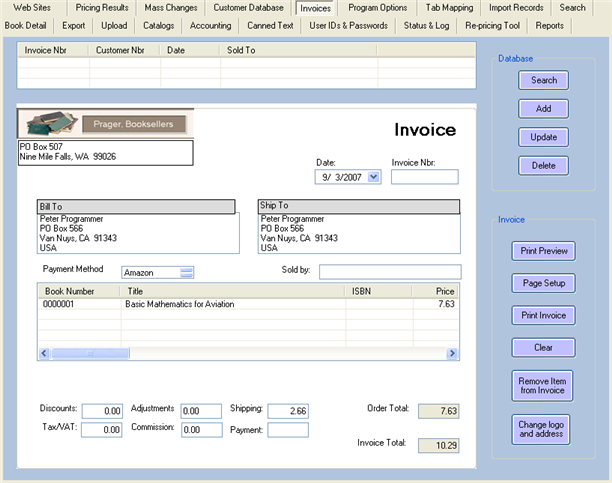 Web Sites Pricing Results Mass Changes Customer Database Invoices Program Options Tab Mapping Import Records Search
Book Detail Export Upload Catalogs Accounting Canned Text User IDs & Passwords Status & Log Re-pricing Tool Reports
Invoice Nbr Customer Nbr Date Sold To
Prager, Booksellers
PO Box 507
Nine Mile Falls, WA 99026
Invoice
Date: Invoice Nbr:
9/ 3/2007
Bill To
Peter Programmer
PO Box 566
Van Nuys, CA 91343
USA
Ship To
Peter Programmer
PO Box 566
Van Nuys, CA 91343
USA
Payment Method Amazon Sold by:
Book Number Title ISBN Price
0000001 Basic Mathematics for Aviation 7.63
Discounts: 0.00 Adjustments 0.00 Shipping: 2.66 Order Total: 7.63
Tax/VAT: 0.00 Commission: 0.00 Payment:
Invoice Total: 10.29
Database
Search
Add
Update
Delete
Invoice
Print Preview
Page Setup
Print Invoice
Clear
Remove Item
from Invoice
Change logo
and address